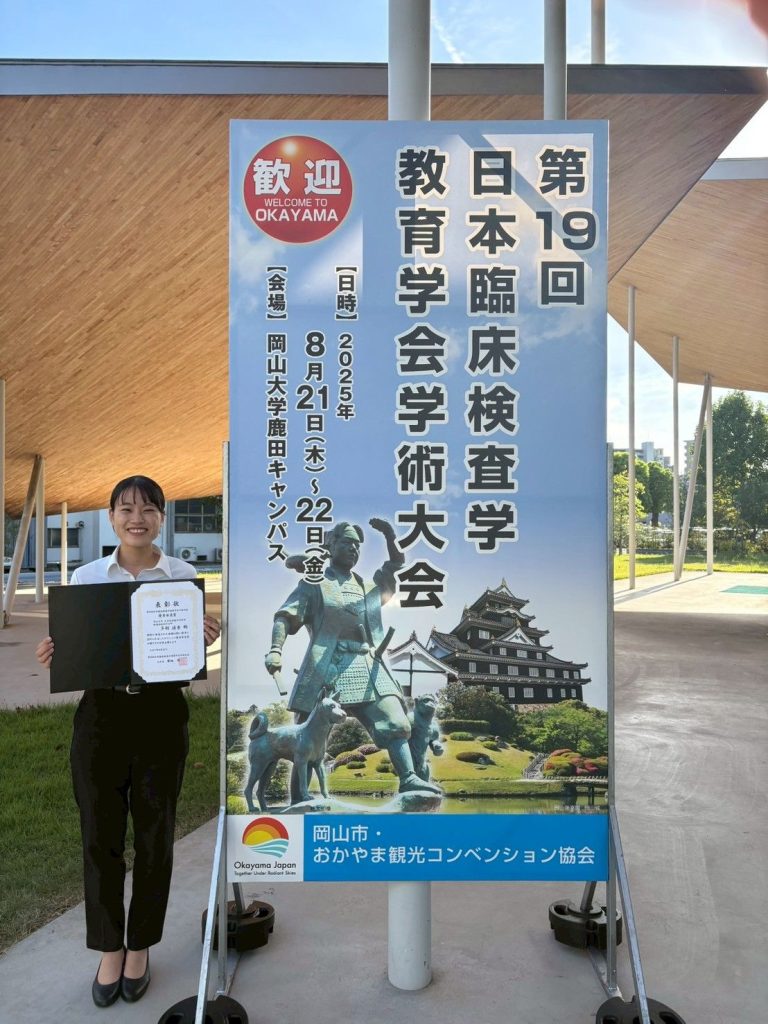 歓迎
WELCOME TO
OKAYAMA
第19回
日本臨床検査学
教育学会学術大会
【日時】2025年
8月21日(木)～22日(金)
【会場】岡山大学鹿田キャンパス
表彰状
Okayama Japan
Together Under Radiant Skies
岡山市・
おかやま観光コンベンション協会